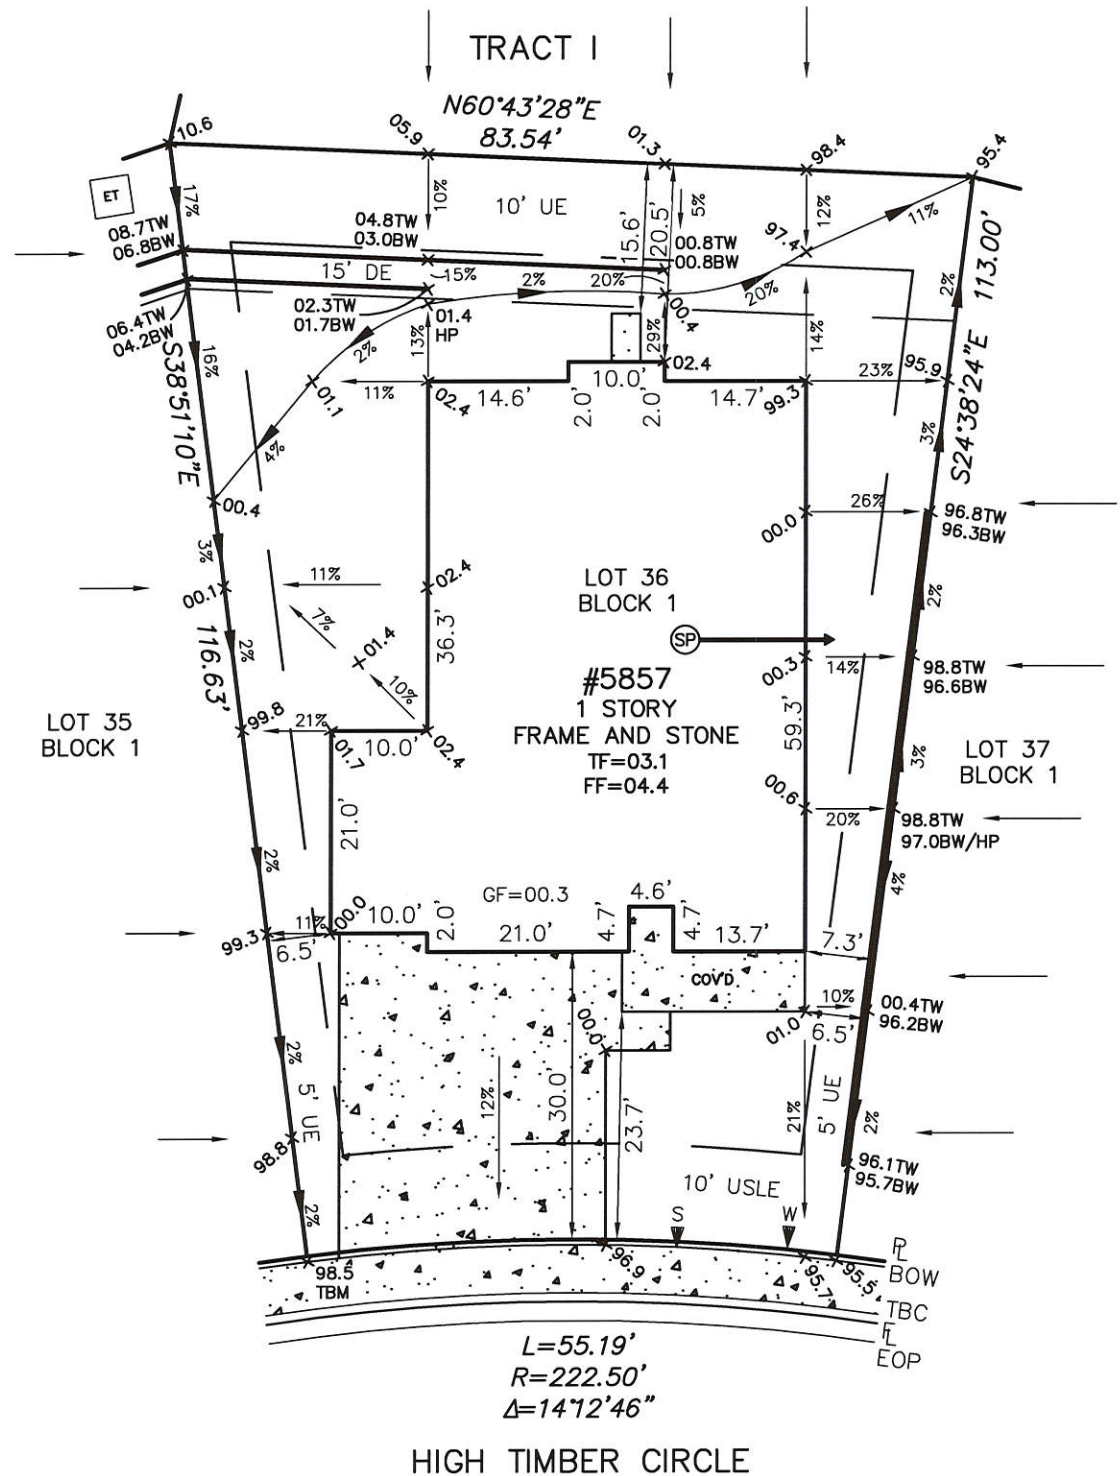 TRACT I
N60°43'28"E
83.54'
10.6
05.9
01.3
98.4
95.4
ET
17%
10%
10' UE
5%
12%
11%
08.7TW
06.8BW
04.8TW
03.0BW
15.6'
20.5'
00.8TW
00.8BW
97.4
113.00'
15' DE
15%
2%
20%
20%
2%
06.4TW
04.2BW
02.3TW
01.7BW
01.4
HP
00.4
S38°51'10"E
16%
2%
13%
29%
14%
S24°38'24"E
01.1
11%
02.4
14.6'
2.0'
10.0'
2.0'
02.4
14.7'
99.3
23%
95.9
4%
3%
00.4
00.0
26%
96.8TW
96.3BW
3%
00.1
11%
02.4
LOT 36
BLOCK 1
2%
7%
01.4
36.3'
SP
116.63'
2%
10%
00.3
14%
98.8TW
96.6BW
#5857
1 STORY
FRAME AND STONE
TF=03.1
FF=04.4
59.3'
LOT 35
BLOCK 1
99.8
21%
10.0'
01.7
02.4
LOT 37
BLOCK 1
3%
21.0'
00.6
20%
98.8TW
97.0BW/HP
2%
4%
GF=00.3
4.6'
99.3
11%
6.5'
00.0
10.0'
2.0'
21.0'
4.7'
4.7'
13.7'
7.3'
COV'D
10%
00.4TW
96.2BW
01.0
6.5'
00.0
2%
5' UE
12%
30.0'
23.7'
21%
5' UE
2%
98.8
96.1TW
95.7BW
10' USLE
2%
S
W
98.5
TBM
96.9
95.7
95.5
PL
BOW
TBC
FL
EOP
L=55.19'
R=222.50'
Δ=14°12'46"
HIGH TIMBER CIRCLE